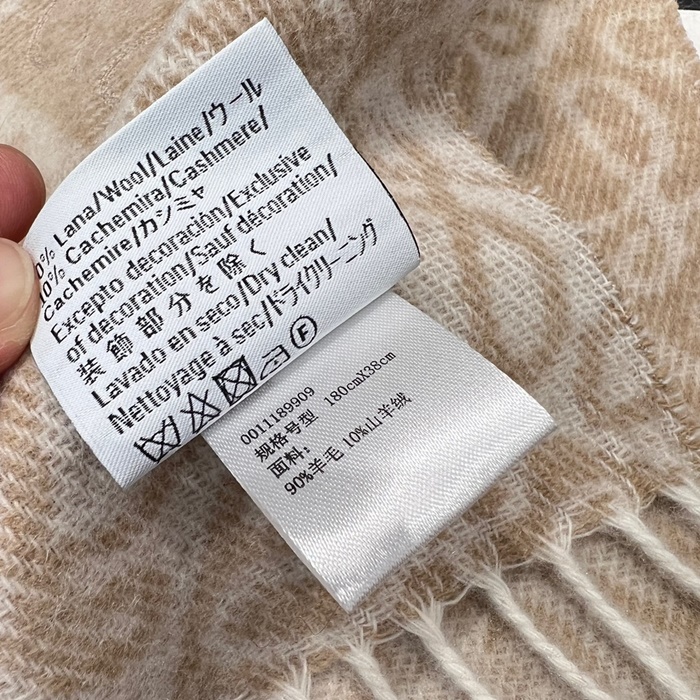 0% Lana/Wool/Laine/ウール
10% Cachemira/Cashmere/
Cachemire/カシミヤ
Excepto decoración/Exclusive
of décoration/Sauf décoration/
装飾部分を除く
Lavado en seco/Dry clean/
Nettoyage à sec/ドライクリーニング
F
0011189909
规格号型 180cmX38cm
面料:
90%羊毛 10%山羊绒